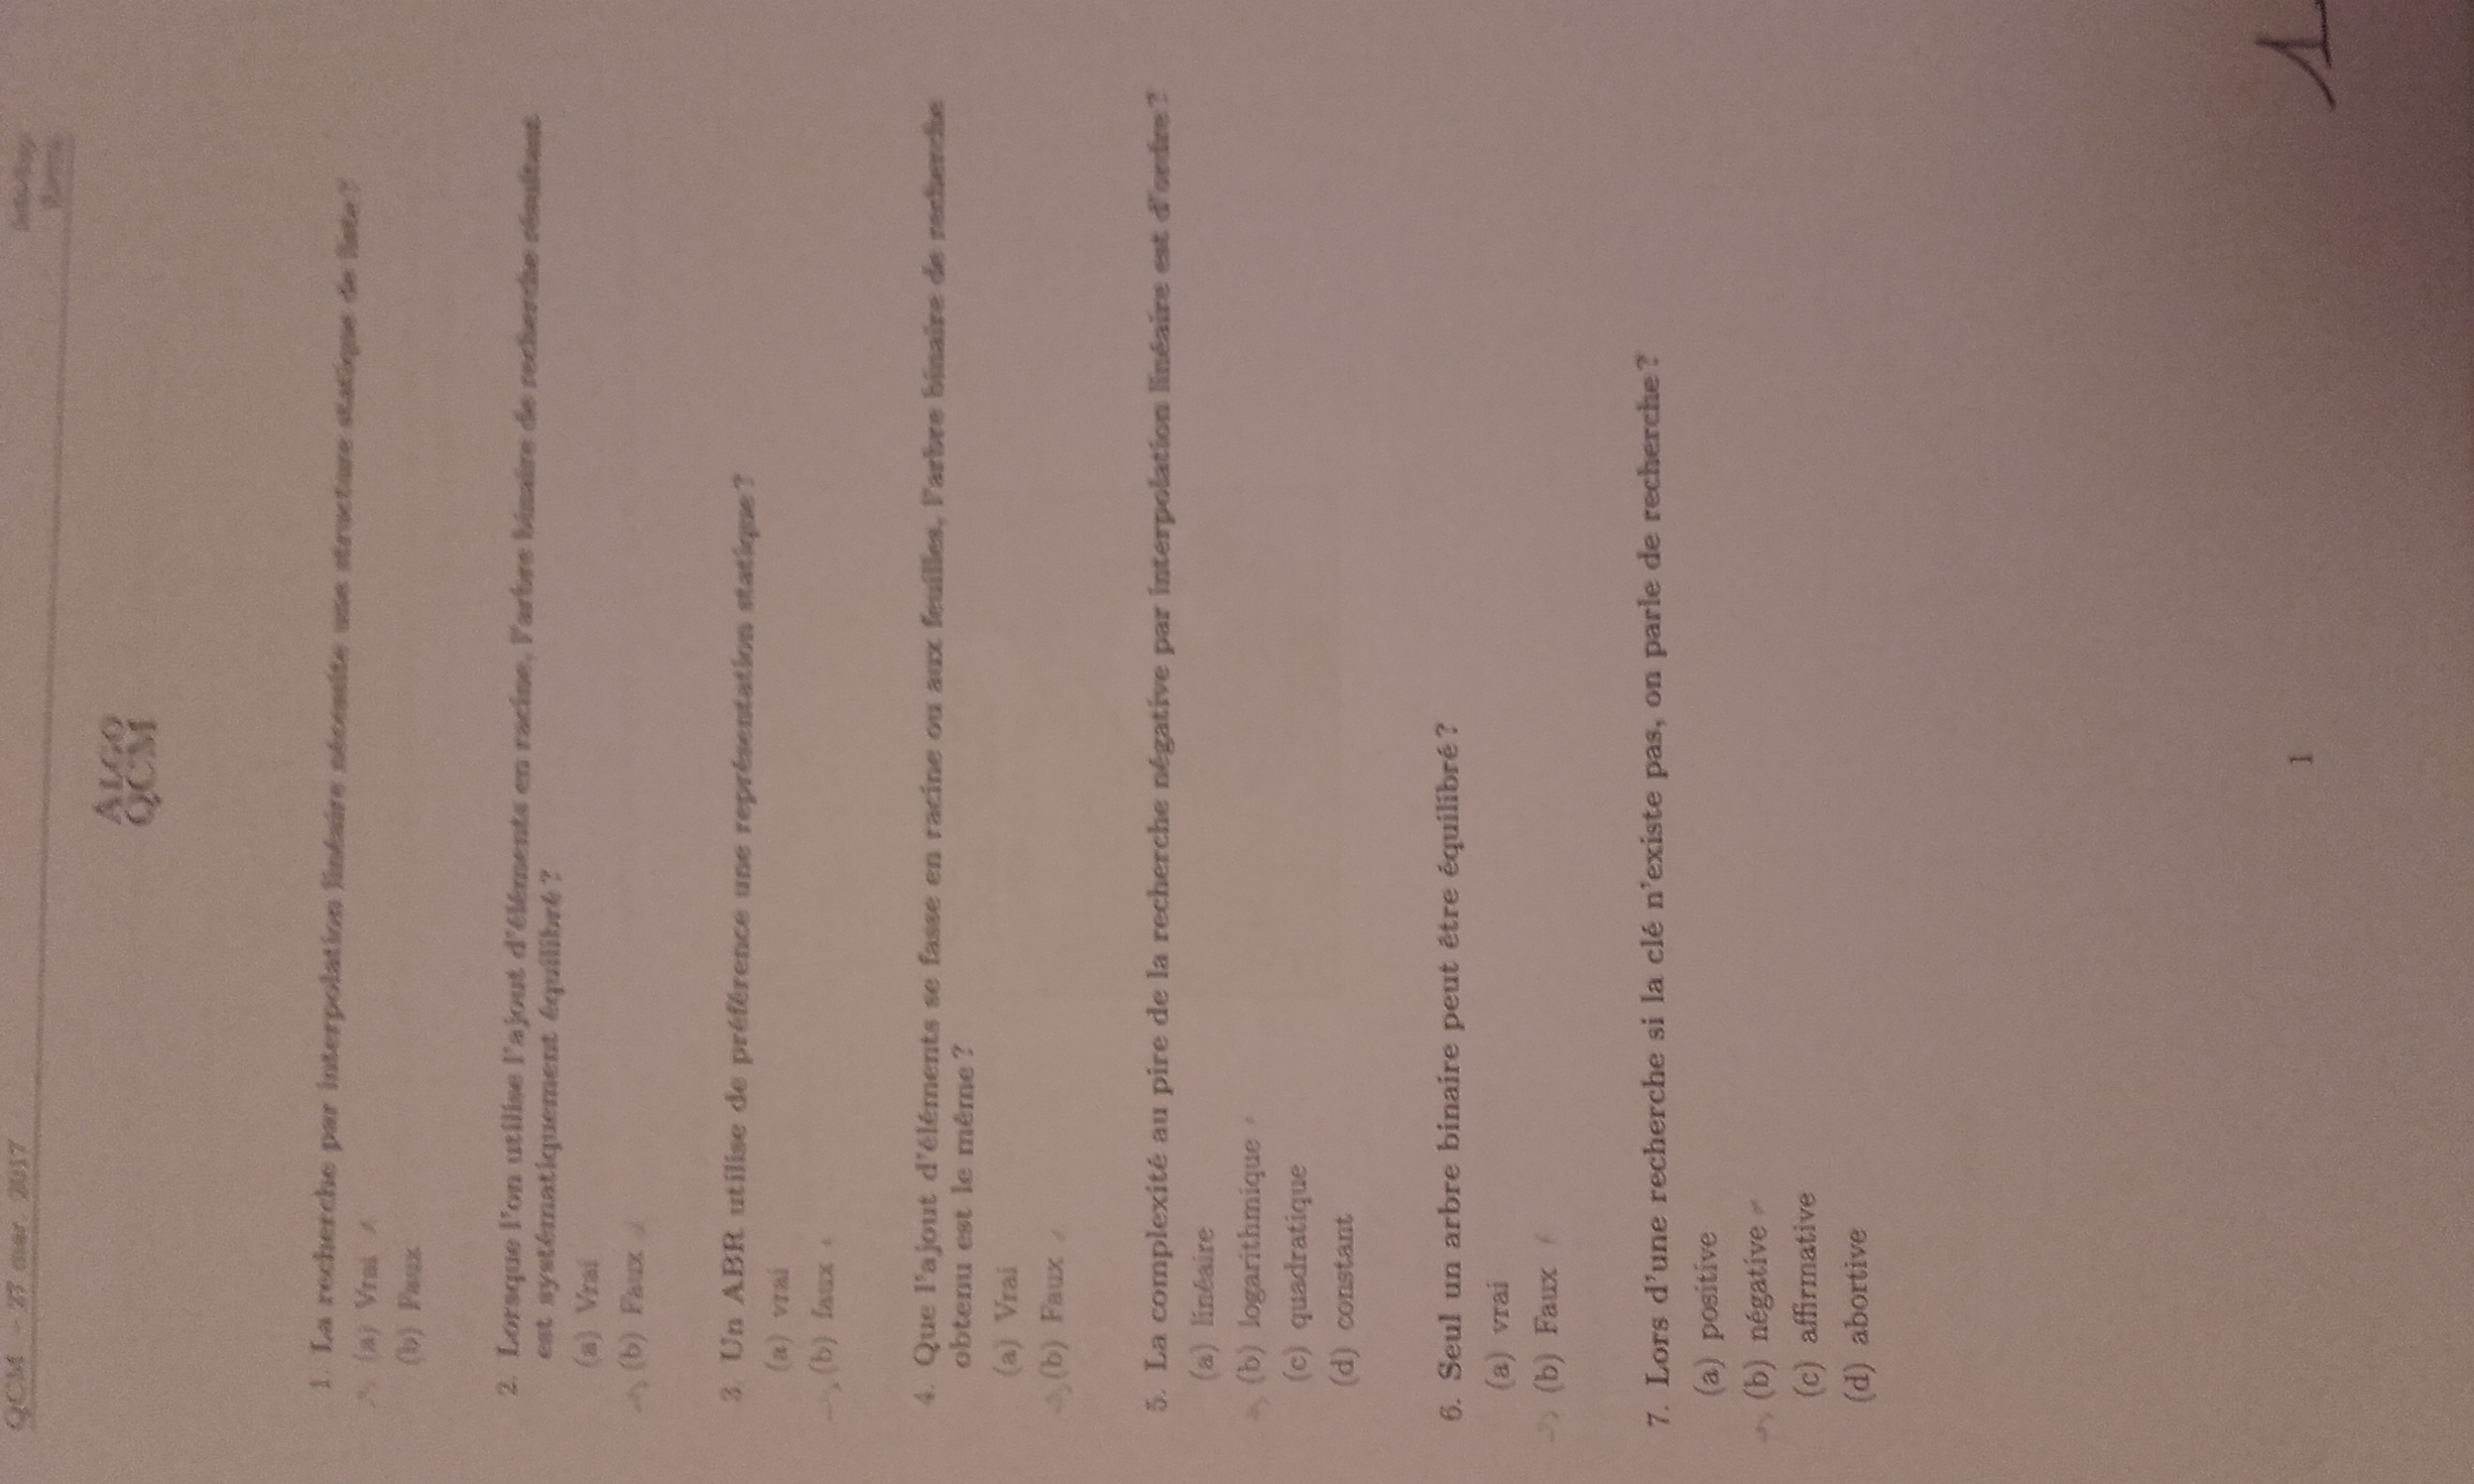 QCM - 27 mar. 2017
ALGO
QCM
1. La recherche par interpolation linéaire nécessite une structure statique de liste ?
(a) Vrai
(b) Faux
2. Lorsque l'on utilise l'ajout d'éléments en racine, l'arbre binaire de recherche résultant
est systématiquement équilibré ?
(a) Vrai
(b) Faux
3. Un ABR utilise de préférence une représentation statique ?
(a) vrai
(b) faux
4. Que l'ajout d'éléments se fasse en racine ou aux feuilles, l'arbre binaire de recherche
obtenu est le même ?
(a) Vrai
(b) Faux
5. La complexité au pire de la recherche négative par interpolation linéaire est d'ordre ?
(a) linéaire
(b) logarithmique
(c) quadratique
(d) constant
6. Seul un arbre binaire peut être équilibré ?
(a) vrai
(b) Faux
7. Lors d'une recherche si la clé n'existe pas, on parle de recherche ?
(a) positive
(b) négative
(c) affirmative
(d) abortive
1
1